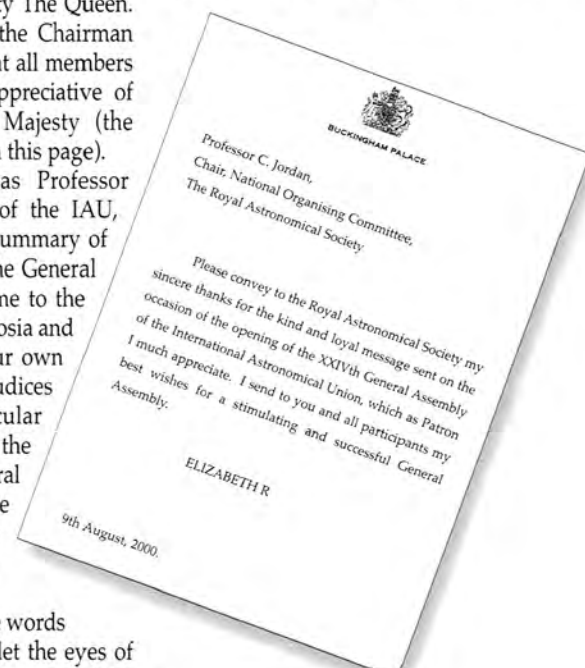 y The Queen.
the Chairman
at all members
ppreciative of
Majesty (the
n this page).
as Professor
of the IAU,
ummary of
he General
me to the
osia and
ur own
udices
cular
the
ral
e
e words
let the eyes of
BUCKINGHAM PALACE
Professor C. Jordan,
Chair, National Organising Committee,
The Royal Astronomical Society
Please convey to the Royal Astronomical Society my
sincere thanks for the kind and loyal message sent on the
occasion of the opening of the XXIVth General Assembly
of the International Astronomical Union, which as Patron
I much appreciate. I send to you and all participants my
best wishes for a stimulating and successful General
Assembly.
ELIZABETH R
9th August, 2000.